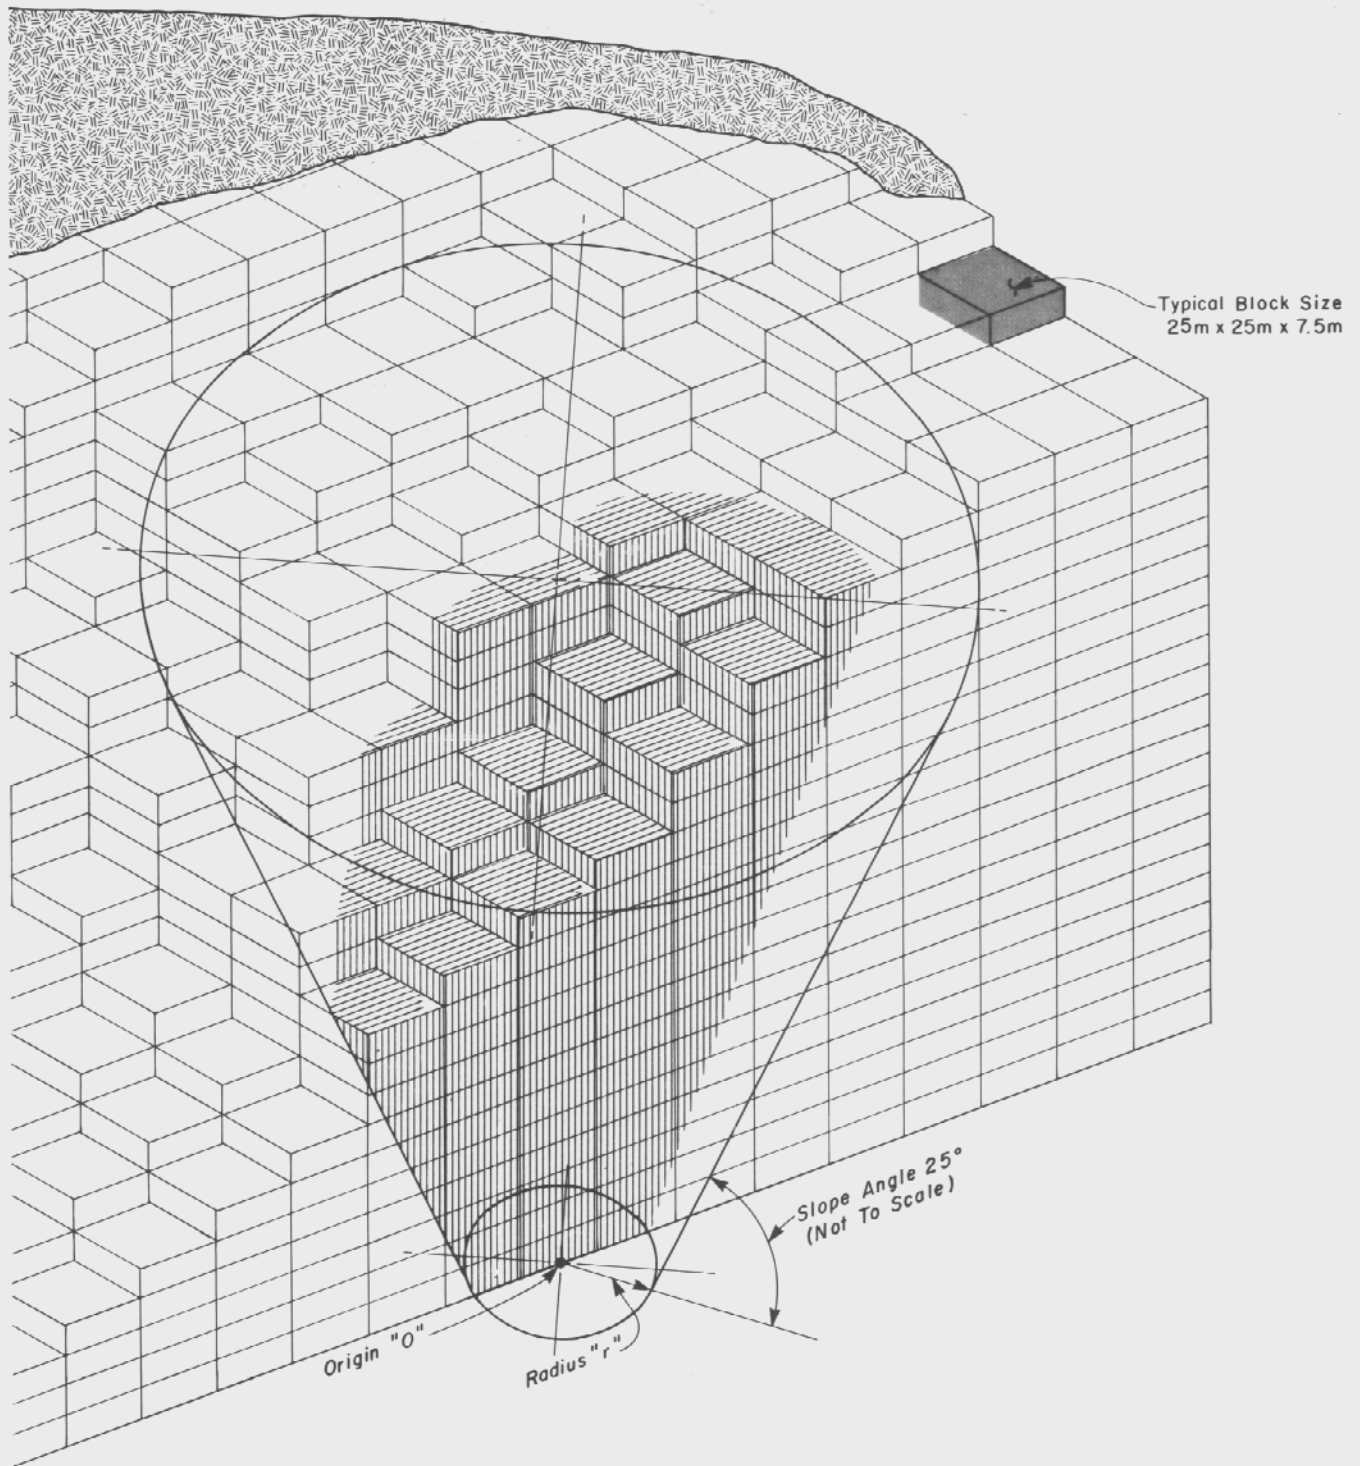 Typical Block Size
25m x 25m x 7.5m
Slope Angle 25°
(Not To Scale)
Origin "O"
Radius "r"